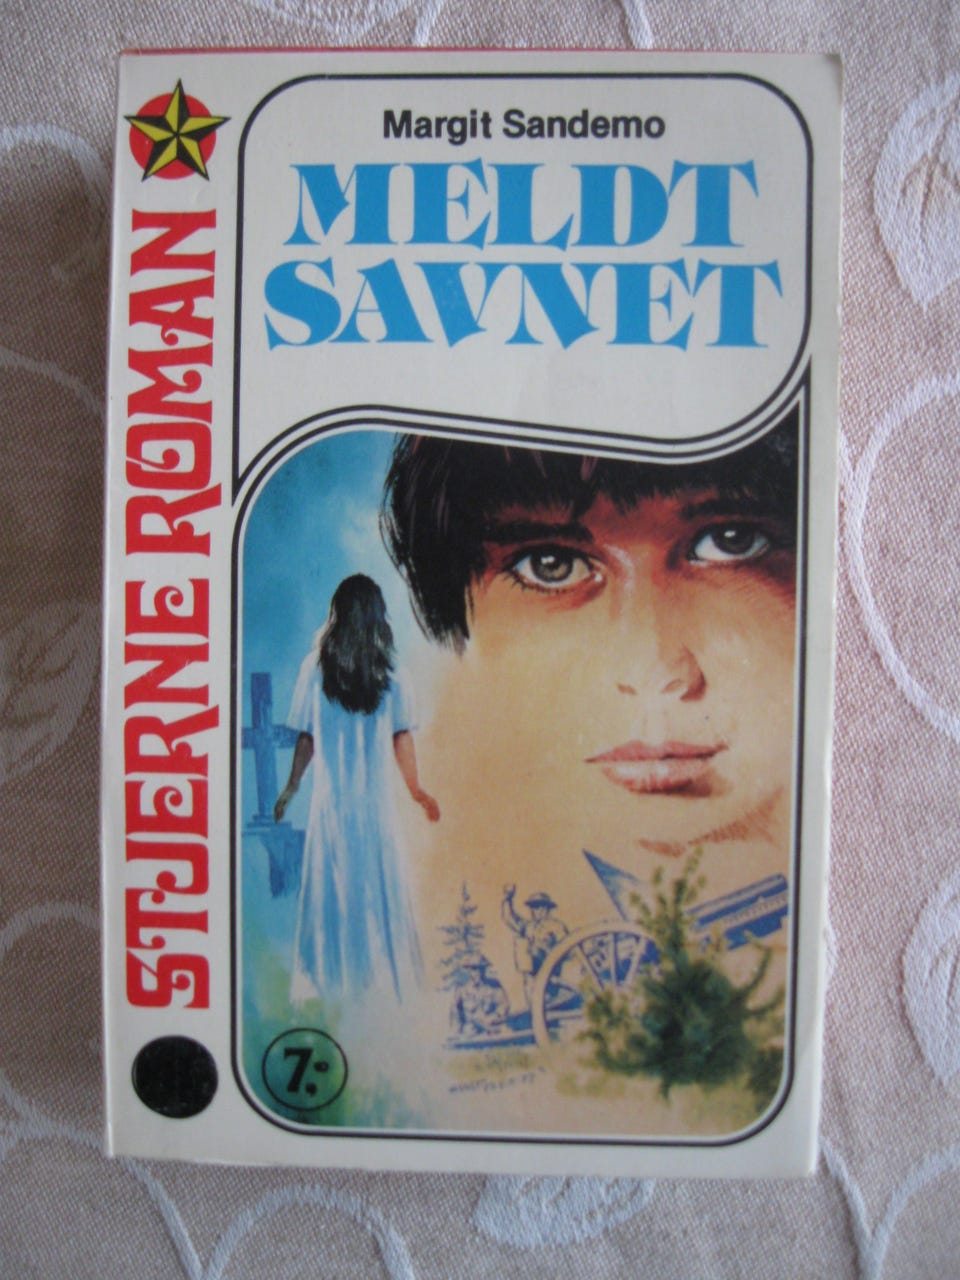 Margit Sandemo
MELDT
SAVNET
STJERNE ROMAN
7.-